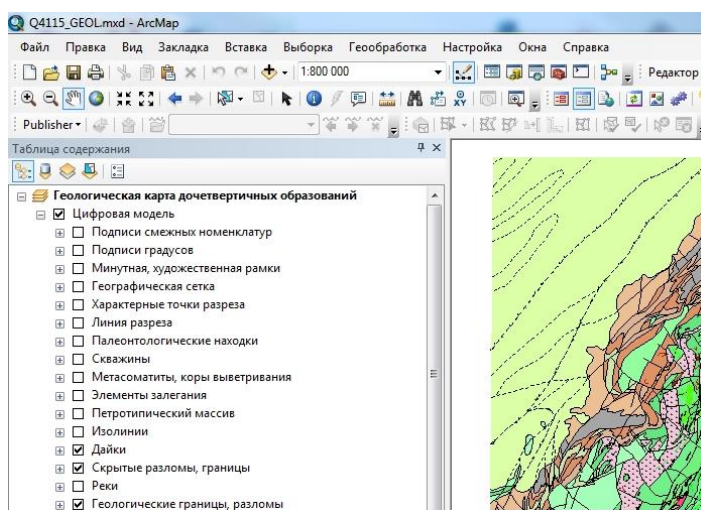 Q4115_GEOL.mxd - ArcMap
Файл Правка Вид Закладка Вставка Выборка Геообработка Настройка Окна Справка
1:800 000 Редактор
Publisher
Таблица содержания
Геологическая карта дочетвертичных образований
Цифровая модель
Подписи смежных номенклатур
Подписи градусов
Минутная, художественная рамки
Географическая сетка
Характерные точки разреза
Линия разреза
Палеонтологические находки
Скважины
Метасоматиты, коры выветривания
Элементы залегания
Петротипический массив
Изолинии
Дайки
Скрытые разломы, границы
Реки
Геологические границы, разломы